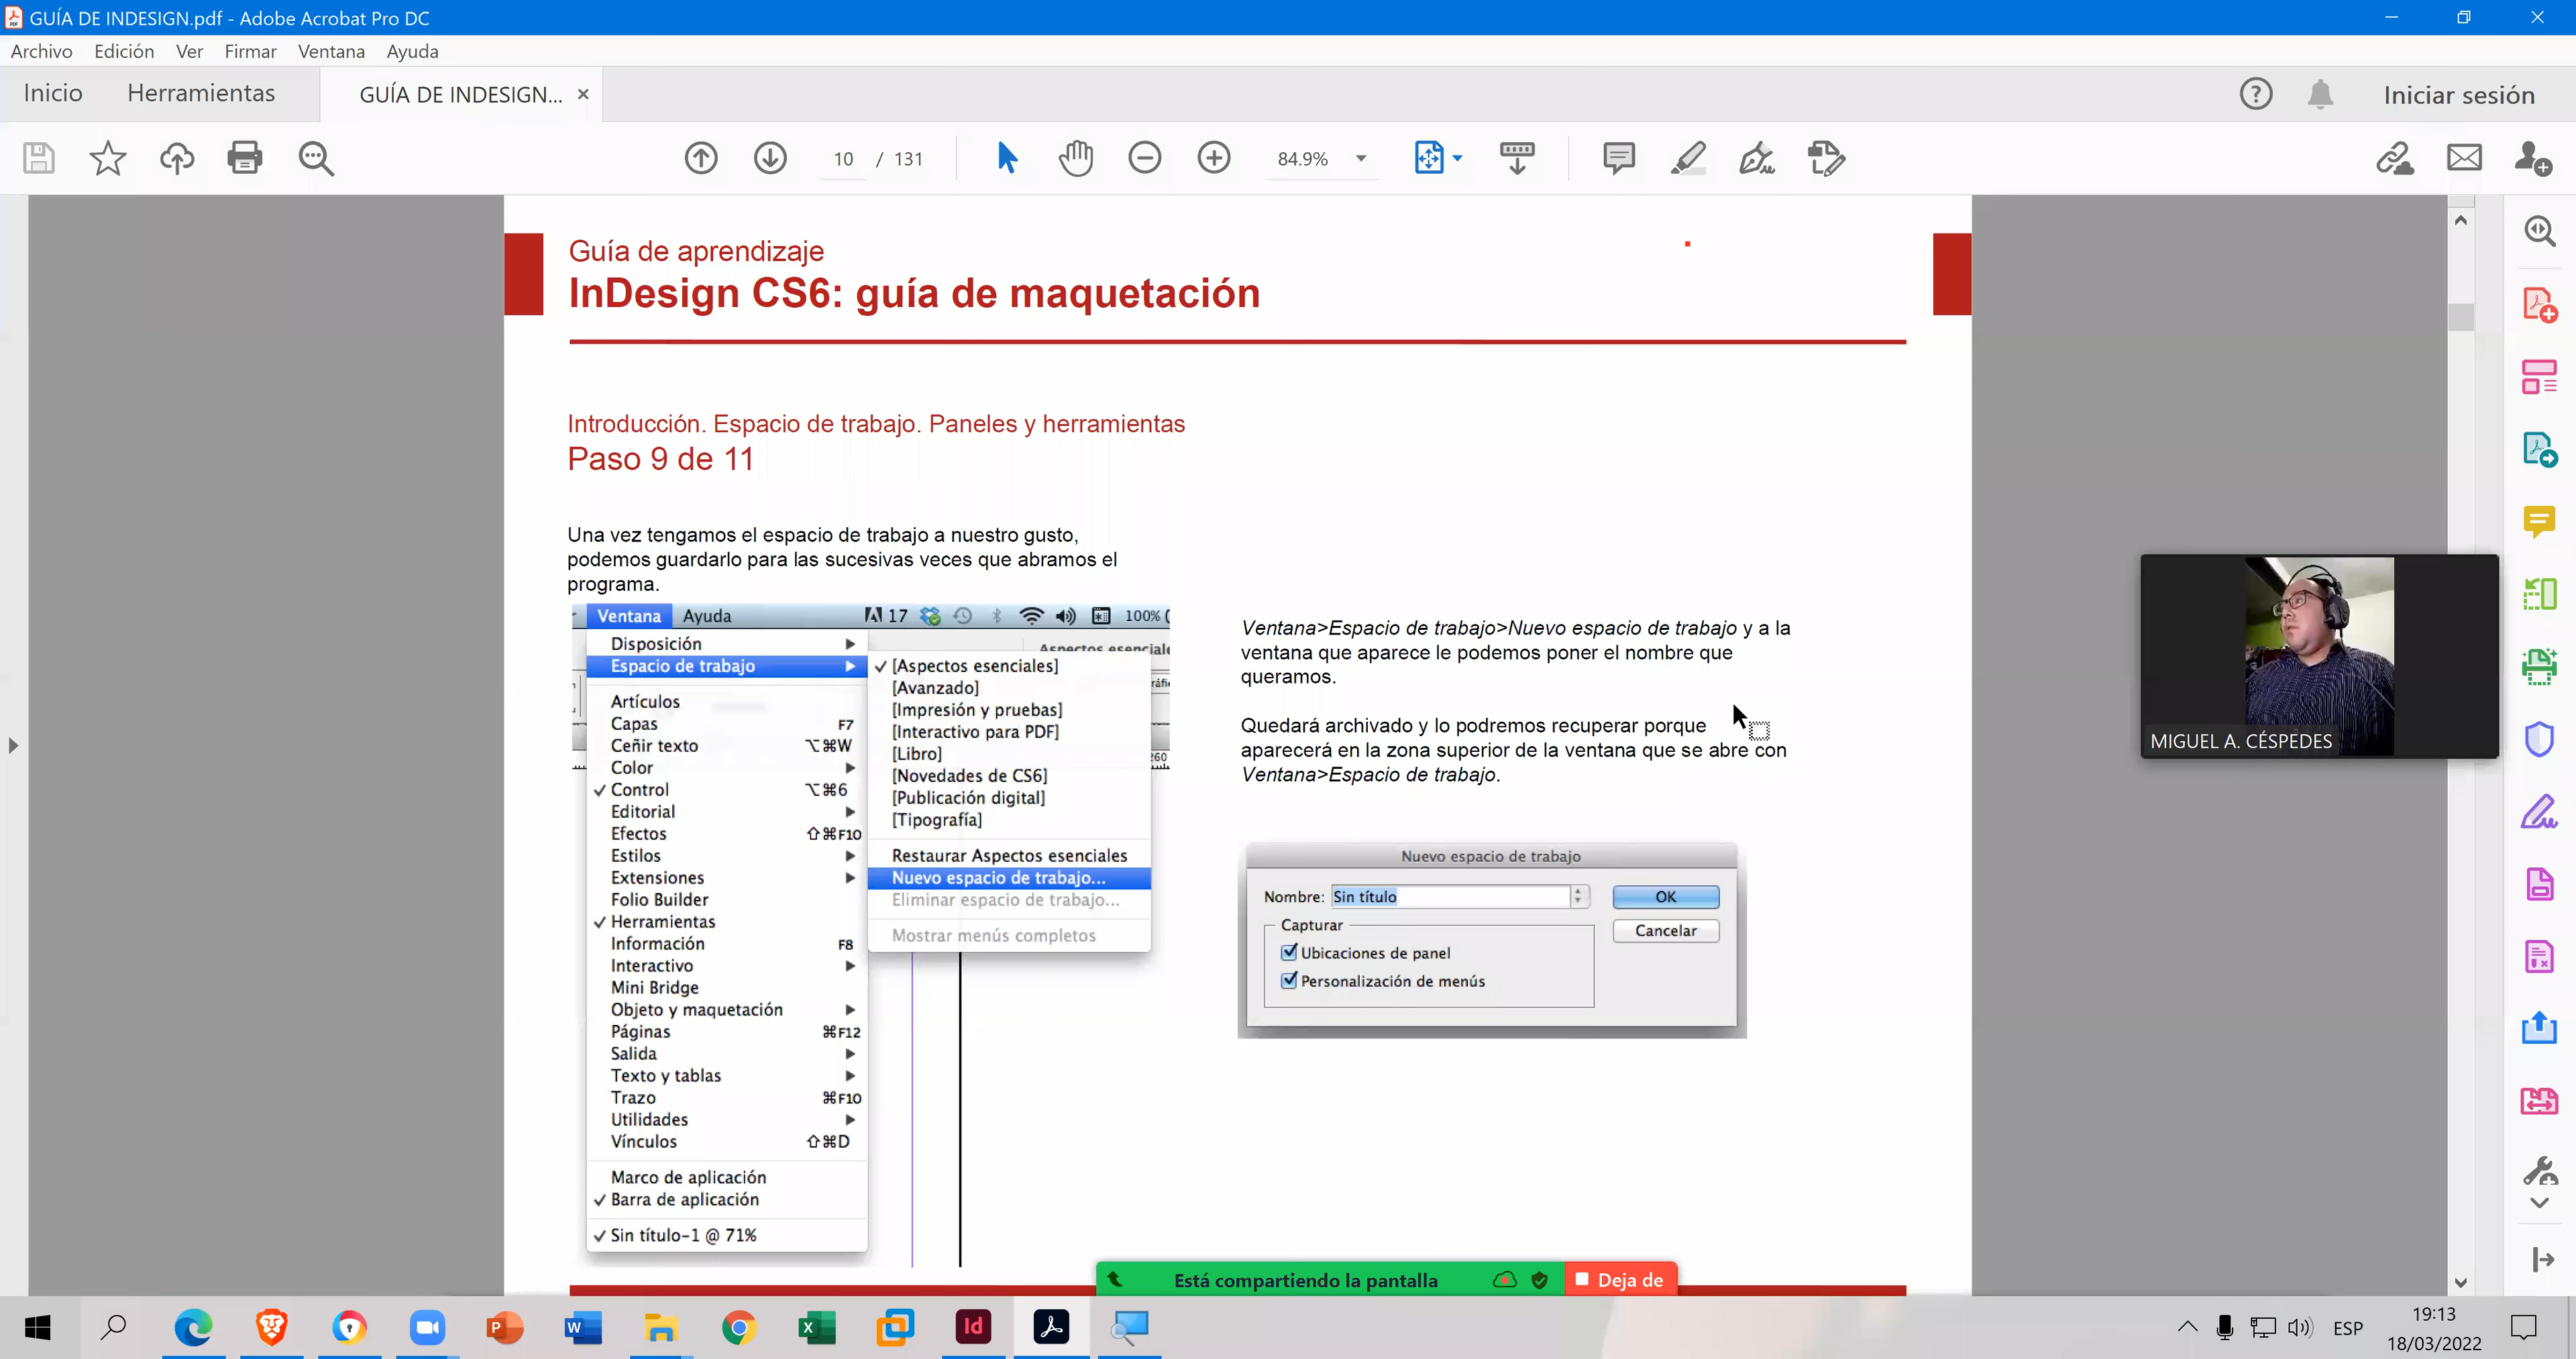 GUÍA DE INDESIGN.pdf - Adobe Acrobat Pro DC
Archivo Edición Ver Firmar Ventana Ayuda
Inicio Herramientas GUÍA DE INDESIGN... Iniciar sesión
10 / 131 84.9%
Guía de aprendizaje
InDesign CS6: guía de maquetación
Introducción. Espacio de trabajo. Paneles y herramientas
Paso 9 de 11
Una vez tengamos el espacio de trabajo a nuestro gusto,
podemos guardarlo para las sucesivas veces que abramos el
programa.
Ventana Ayuda 17 100%
Disposición
Espacio de trabajo
Artículos
Capas F7
Ceñir texto ⌥⌘W
Color
Control ⌥⌘6
Editorial
Efectos ⇧⌘F10
Estilos
Extensiones
Folio Builder
Herramientas
Información F8
Interactivo
Mini Bridge
Objeto y maquetación
Páginas ⌘F12
Salida
Texto y tablas
Trazo ⌘F10
Utilidades
Vínculos ⇧⌘D
Marco de aplicación
Barra de aplicación
Sin título-1 @ 71%
[Aspectos esenciales]
[Avanzado]
[Impresión y pruebas]
[Interactivo para PDF]
[Libro]
[Novedades de CS6]
[Publicación digital]
[Tipografía]
Restaurar Aspectos esenciales
Nuevo espacio de trabajo...
Eliminar espacio de trabajo...
Mostrar menús completos
260
Ventana>Espacio de trabajo>Nuevo espacio de trabajo y a la
ventana que aparece le podemos poner el nombre que
queramos.
Quedará archivado y lo podremos recuperar porque
aparecerá en la zona superior de la ventana que se abre con
Ventana>Espacio de trabajo.
Nuevo espacio de trabajo
Nombre: Sin título OK
Capturar Cancelar
Ubicaciones de panel
Personalización de menús
MIGUEL A. CÉSPEDES
Está compartiendo la pantalla Deja de
ESP 19:13
18/03/2022